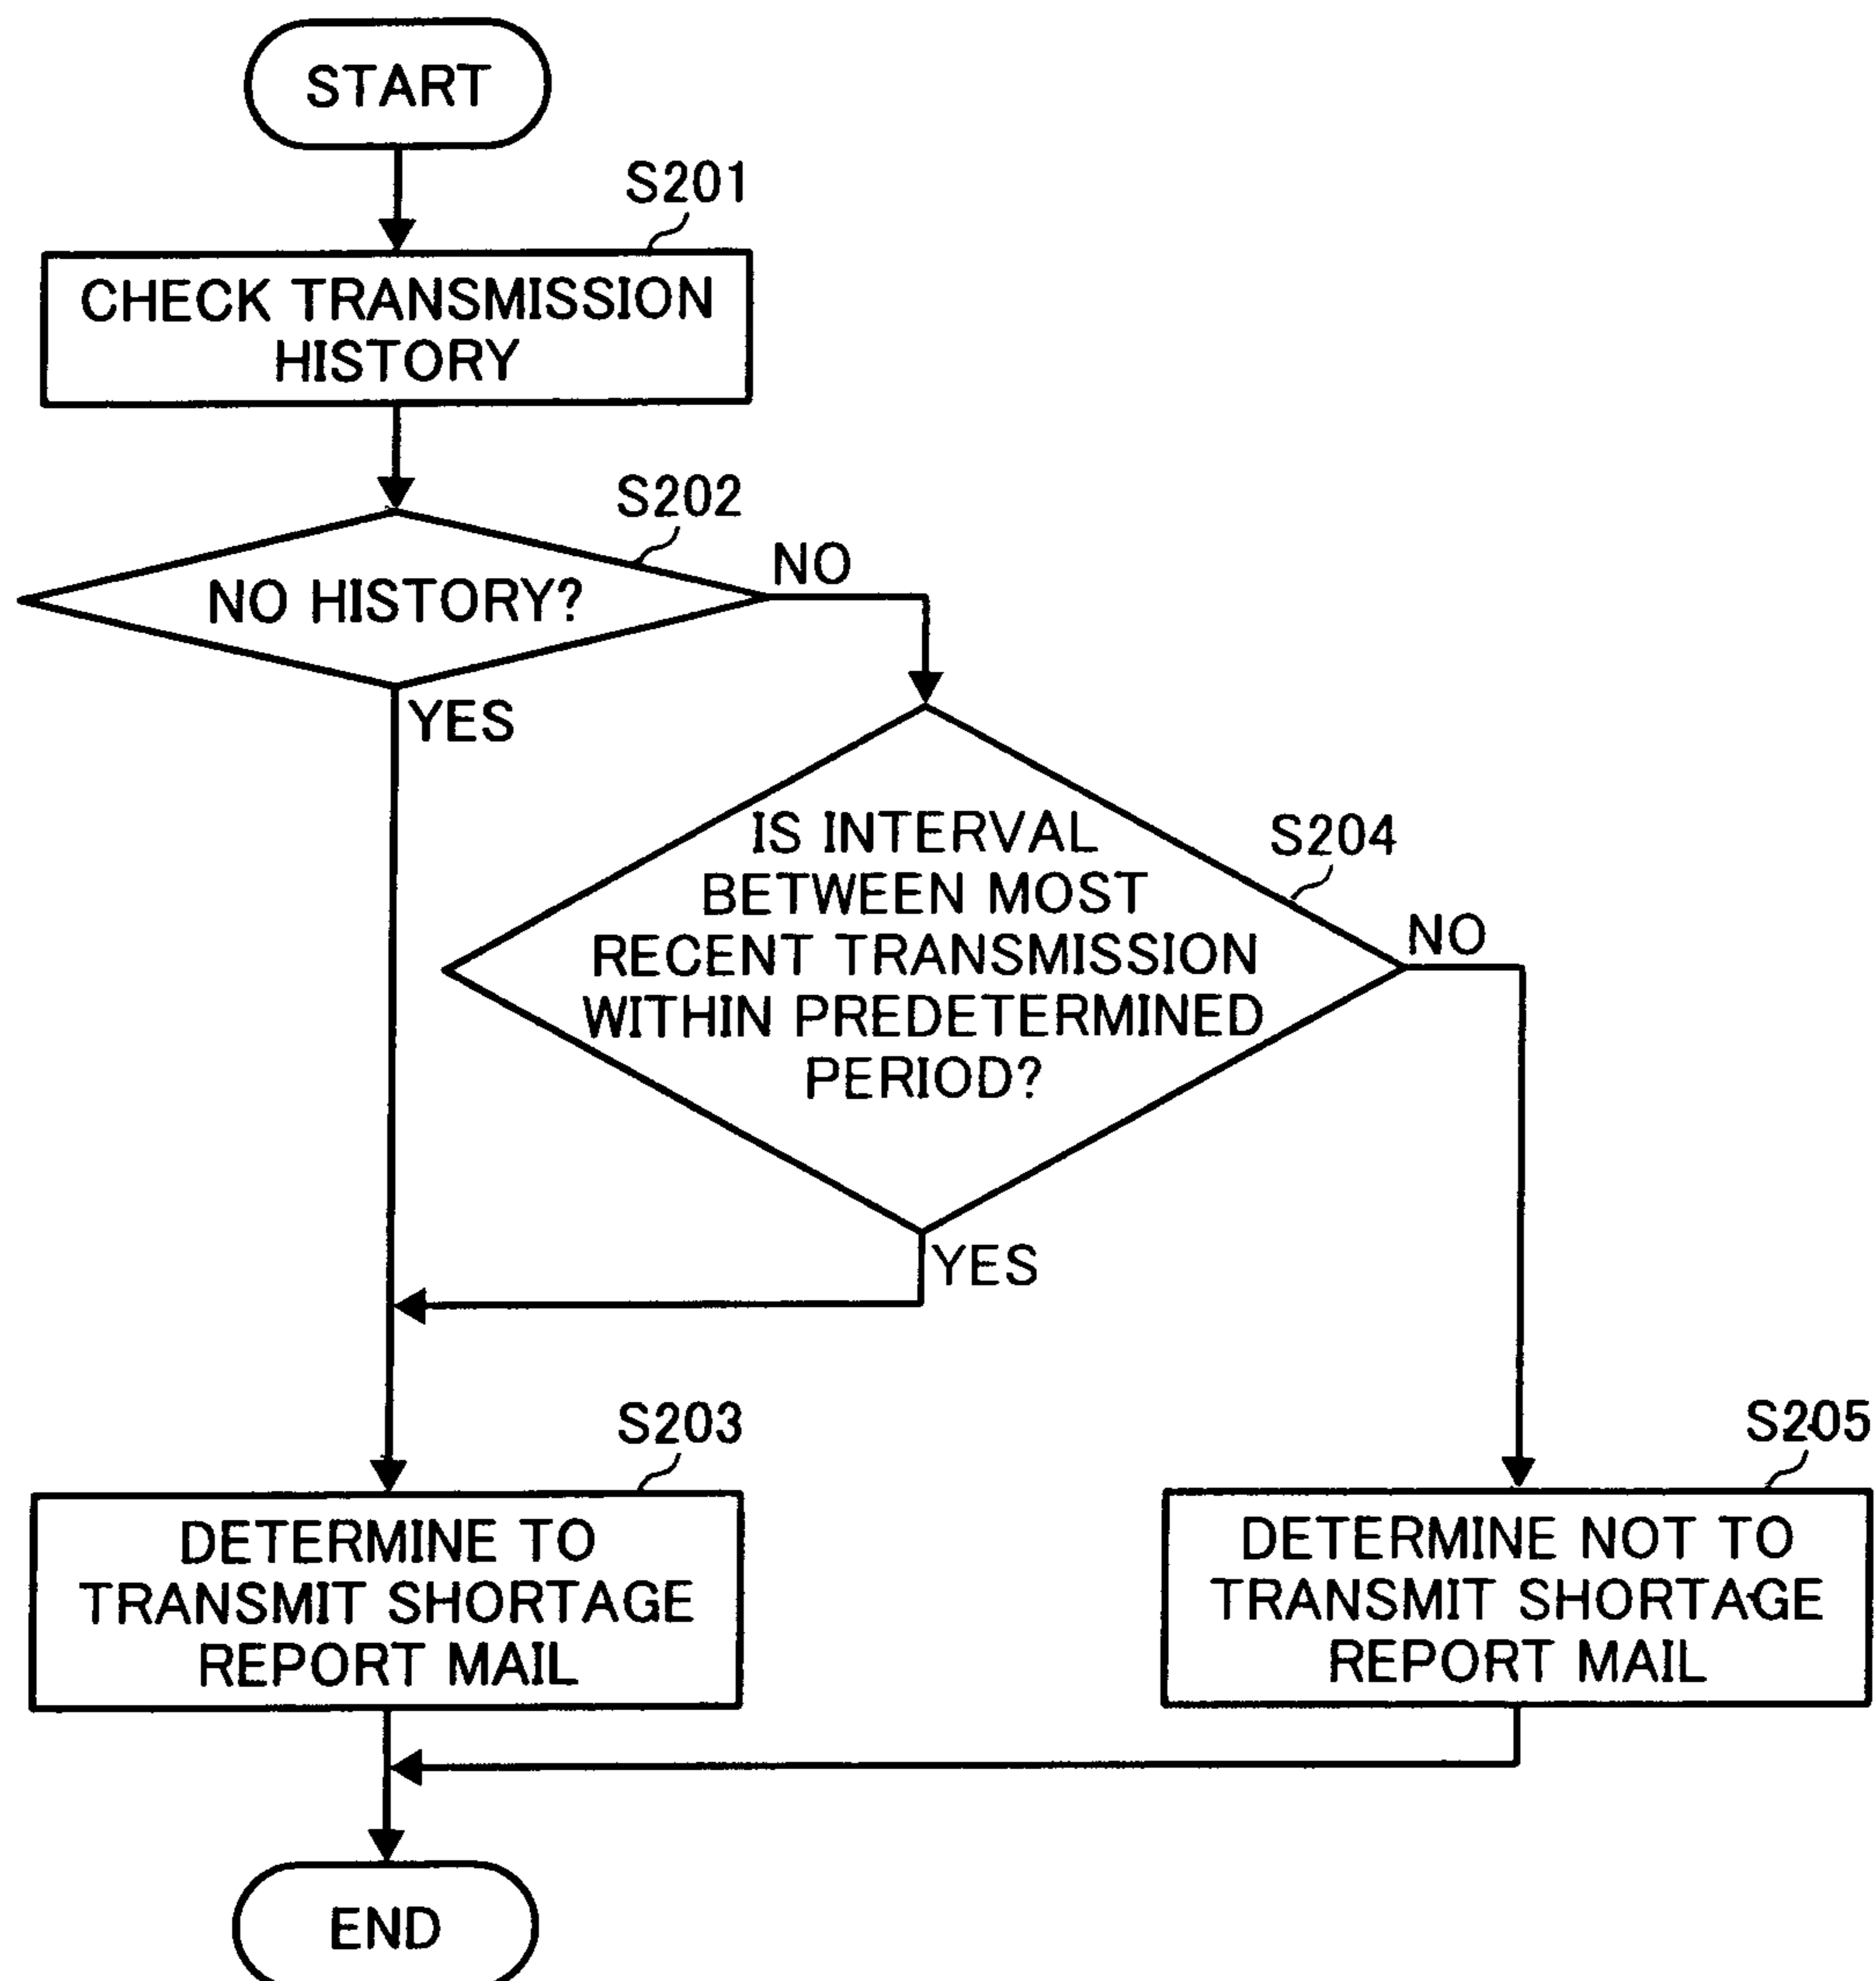 START
S201
CHECK TRANSMISSION
HISTORY
S202
NO HISTORY?
NO
YES
IS INTERVAL
BETWEEN MOST
RECENT TRANSMISSION
WITHIN PREDETERMINED
PERIOD?
S204
NO
YES
S203
DETERMINE TO
TRANSMIT SHORTAGE
REPORT MAIL
S205
DETERMINE NOT TO
TRANSMIT SHORTAGE
REPORT MAIL
END